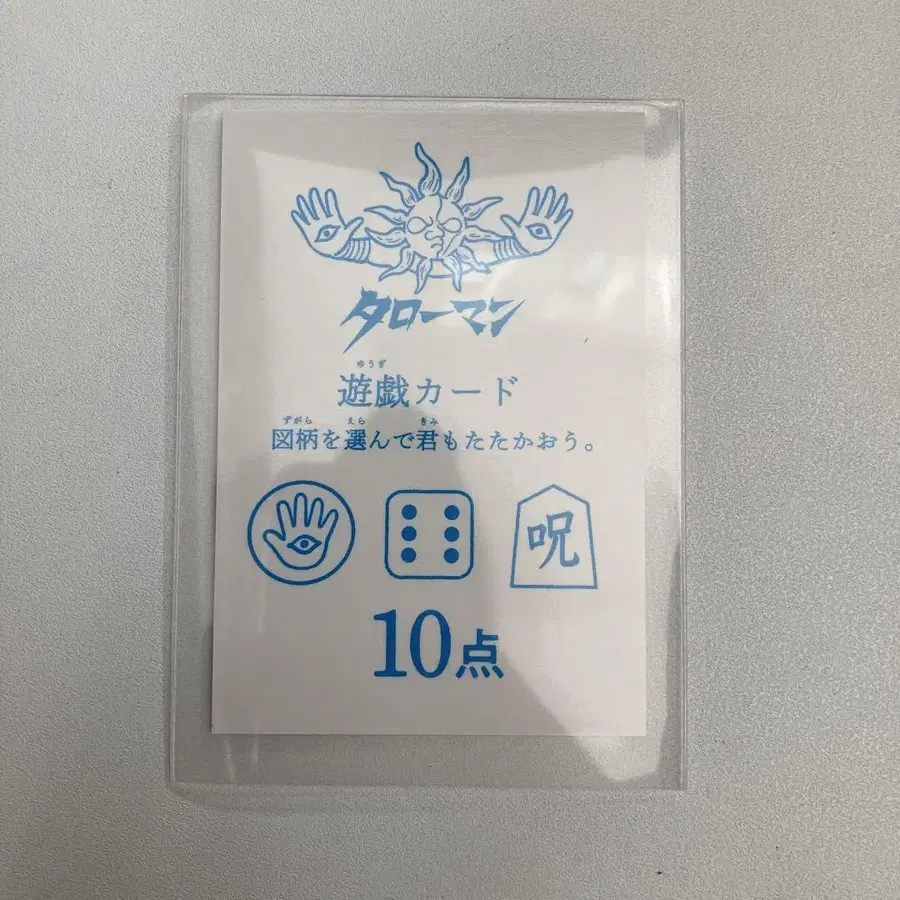 タローマン
ゆうぎ
遊戯カード
ずがら えら きみ
図柄を選んで君もたたかおう。
呪
10点